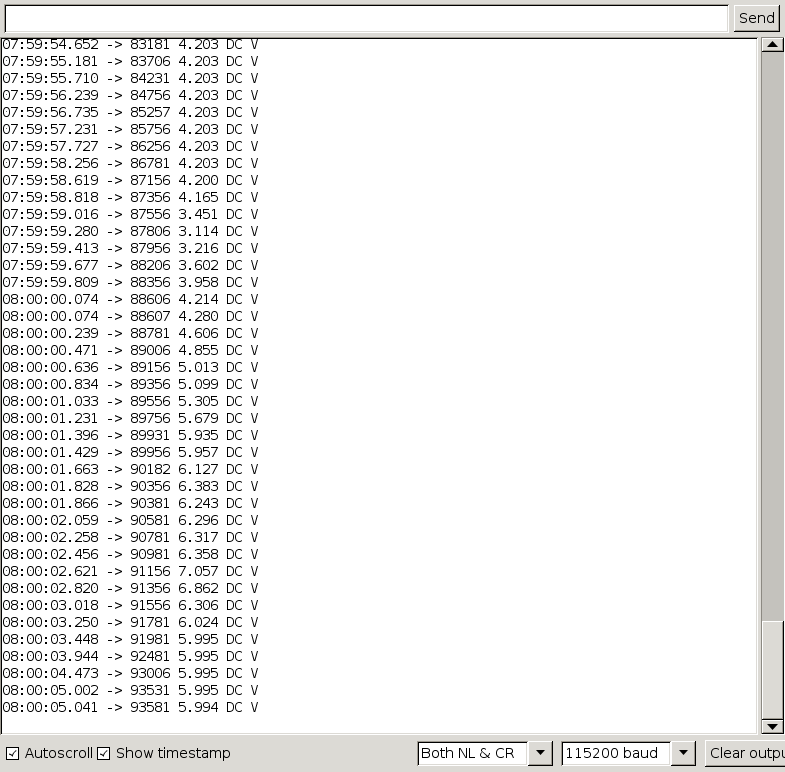 Send
07:59:54.652 -> 83181 4.203 DC V
07:59:55.181 -> 83706 4.203 DC V
07:59:55.710 -> 84231 4.203 DC V
07:59:56.239 -> 84756 4.203 DC V
07:59:56.735 -> 85257 4.203 DC V
07:59:57.231 -> 85756 4.203 DC V
07:59:57.727 -> 86256 4.203 DC V
07:59:58.256 -> 86781 4.203 DC V
07:59:58.619 -> 87156 4.200 DC V
07:59:58.818 -> 87356 4.165 DC V
07:59:59.016 -> 87556 3.451 DC V
07:59:59.280 -> 87806 3.114 DC V
07:59:59.413 -> 87956 3.216 DC V
07:59:59.677 -> 88206 3.602 DC V
07:59:59.809 -> 88356 3.958 DC V
08:00:00.074 -> 88606 4.214 DC V
08:00:00.074 -> 88607 4.280 DC V
08:00:00.239 -> 88781 4.606 DC V
08:00:00.471 -> 89006 4.855 DC V
08:00:00.636 -> 89156 5.013 DC V
08:00:00.834 -> 89356 5.099 DC V
08:00:01.033 -> 89556 5.305 DC V
08:00:01.231 -> 89756 5.679 DC V
08:00:01.396 -> 89931 5.935 DC V
08:00:01.429 -> 89956 5.957 DC V
08:00:01.663 -> 90182 6.127 DC V
08:00:01.828 -> 90356 6.383 DC V
08:00:01.866 -> 90381 6.243 DC V
08:00:02.059 -> 90581 6.296 DC V
08:00:02.258 -> 90781 6.317 DC V
08:00:02.456 -> 90981 6.358 DC V
08:00:02.621 -> 91156 7.057 DC V
08:00:02.820 -> 91356 6.862 DC V
08:00:03.018 -> 91556 6.306 DC V
08:00:03.250 -> 91781 6.024 DC V
08:00:03.448 -> 91981 5.995 DC V
08:00:03.944 -> 92481 5.995 DC V
08:00:04.473 -> 93006 5.995 DC V
08:00:05.002 -> 93531 5.995 DC V
08:00:05.041 -> 93581 5.994 DC V
Autoscroll Show timestamp Both NL & CR 115200 baud Clear outpu